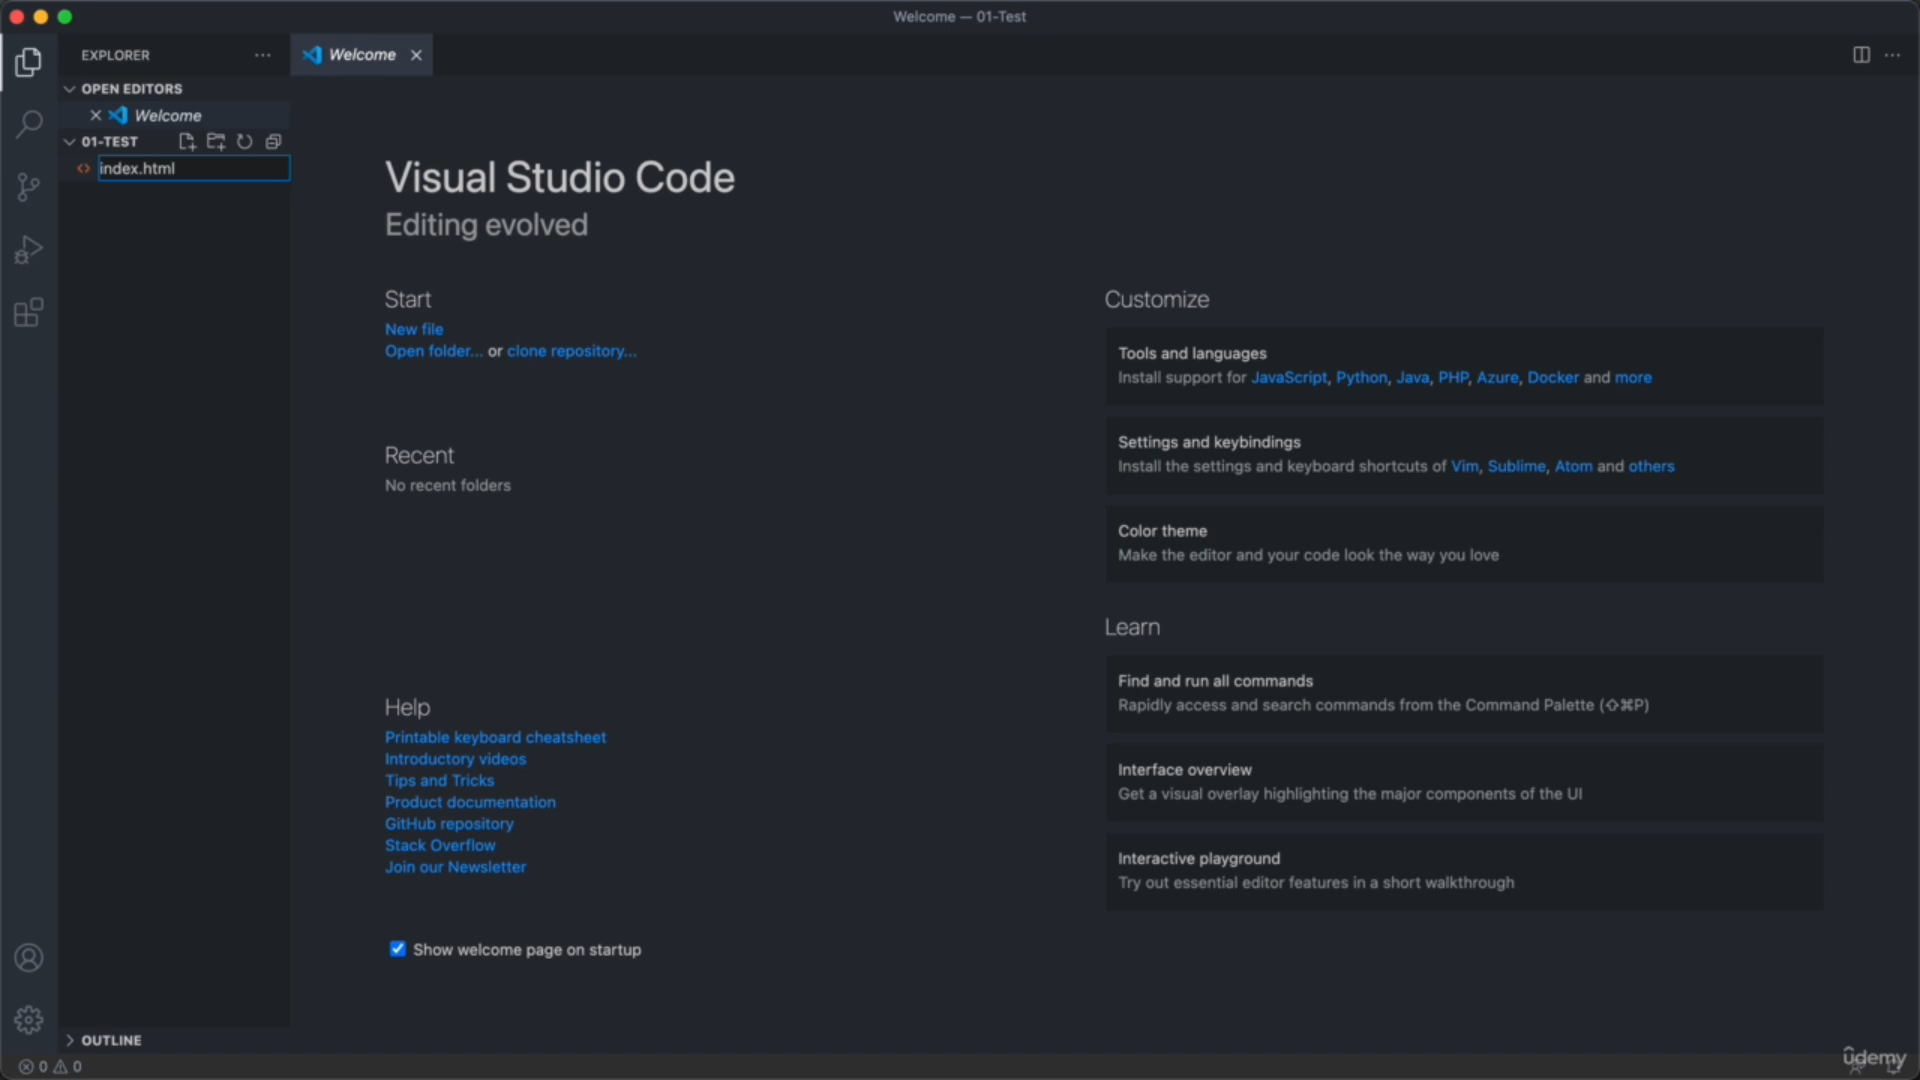 Welcome — 01-Test
EXPLORER
Welcome
OPEN EDITORS
Welcome
01-TEST
index.html
Visual Studio Code
Editing evolved
Start
New file
Open folder... or clone repository...
Recent
No recent folders
Help
Printable keyboard cheatsheet
Introductory videos
Tips and Tricks
Product documentation
GitHub repository
Stack Overflow
Join our Newsletter
Show welcome page on startup
Customize
Tools and languages
Install support for JavaScript, Python, Java, PHP, Azure, Docker and more
Settings and keybindings
Install the settings and keyboard shortcuts of Vim, Sublime, Atom and others
Color theme
Make the editor and your code look the way you love
Learn
Find and run all commands
Rapidly access and search commands from the Command Palette (⇧⌘P)
Interface overview
Get a visual overlay highlighting the major components of the UI
Interactive playground
Try out essential editor features in a short walkthrough
OUTLINE
0 0
ûdemy